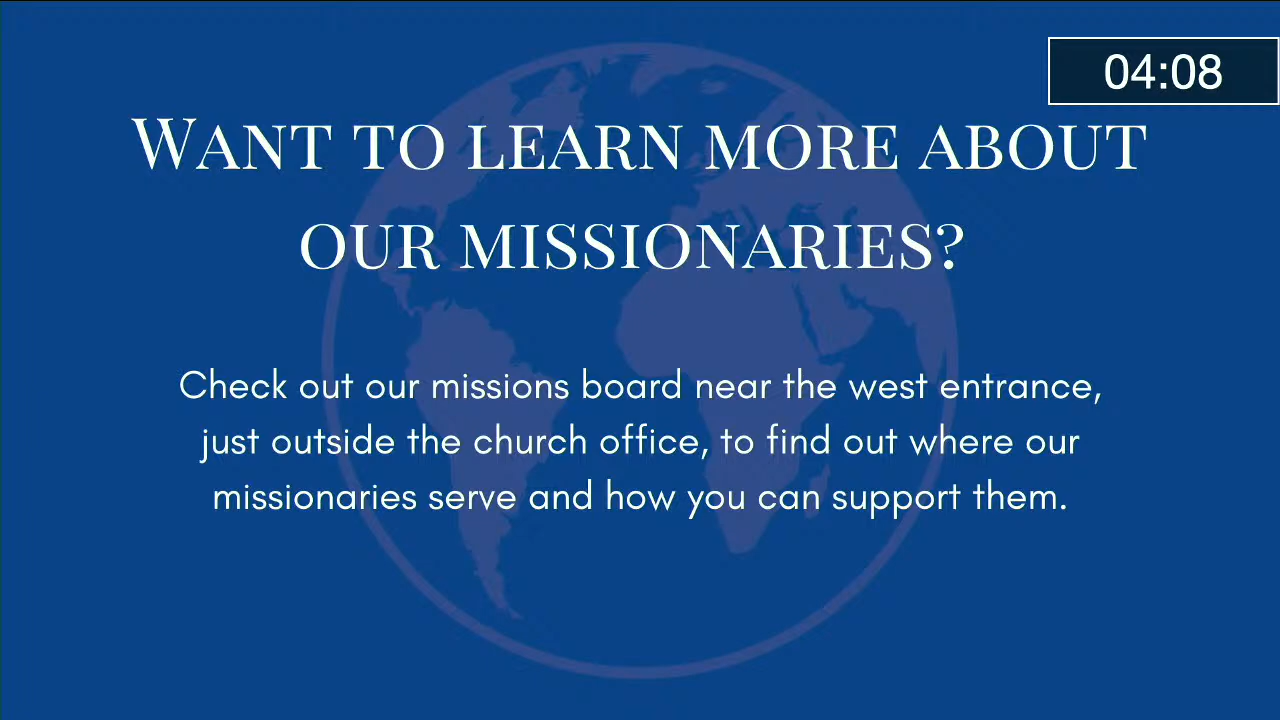 04:08
WANT TO LEARN MORE ABOUT
OUR MISSIONARIES?
Check out our missions board near the west entrance,
just outside the church office, to find out where our
missionaries serve and how you can support them.